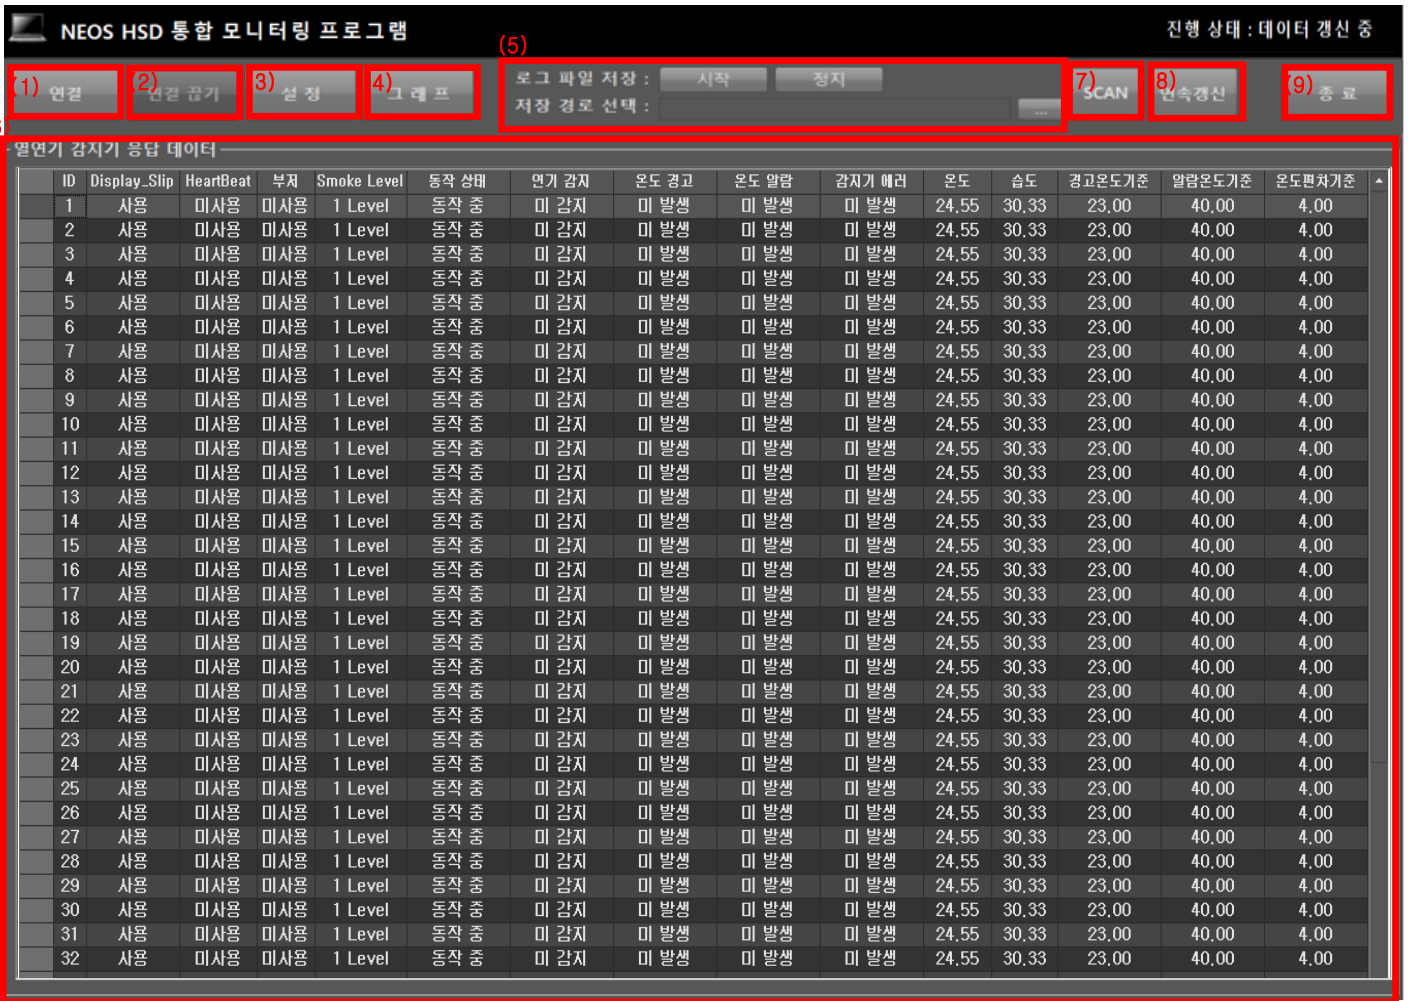 NEOS HSD 통합 모니터링 프로그램
진행 상태 : 데이터 갱신 중
(5)
(1) 연결
(2) 연결 끊기
3) 설 정
4) 그 래 프
로그 파일 저장 : 시작 정지
저장 경로 선택 : ...
7) SCAN
8) 연속갱신
(9) 종 료
열연기 감지기 응답 데이터
ID Display_Slip HeartBeat 부저 Smoke Level 동작 상태 연기 감지 온도 경고 온도 알람 감지기 에러 온도 습도 경고온도기준 알람온도기준 온도편차기준
1 사용 미사용 미사용 1 Level 동작 중 미 감지 미 발생 미 발생 미 발생 24.55 30.33 23.00 40.00 4.00
2 사용 미사용 미사용 1 Level 동작 중 미 감지 미 발생 미 발생 미 발생 24.55 30.33 23.00 40.00 4.00
3 사용 미사용 미사용 1 Level 동작 중 미 감지 미 발생 미 발생 미 발생 24.55 30.33 23.00 40.00 4.00
4 사용 미사용 미사용 1 Level 동작 중 미 감지 미 발생 미 발생 미 발생 24.55 30.33 23.00 40.00 4.00
5 사용 미사용 미사용 1 Level 동작 중 미 감지 미 발생 미 발생 미 발생 24.55 30.33 23.00 40.00 4.00
6 사용 미사용 미사용 1 Level 동작 중 미 감지 미 발생 미 발생 미 발생 24.55 30.33 23.00 40.00 4.00
7 사용 미사용 미사용 1 Level 동작 중 미 감지 미 발생 미 발생 미 발생 24.55 30.33 23.00 40.00 4.00
8 사용 미사용 미사용 1 Level 동작 중 미 감지 미 발생 미 발생 미 발생 24.55 30.33 23.00 40.00 4.00
9 사용 미사용 미사용 1 Level 동작 중 미 감지 미 발생 미 발생 미 발생 24.55 30.33 23.00 40.00 4.00
10 사용 미사용 미사용 1 Level 동작 중 미 감지 미 발생 미 발생 미 발생 24.55 30.33 23.00 40.00 4.00
11 사용 미사용 미사용 1 Level 동작 중 미 감지 미 발생 미 발생 미 발생 24.55 30.33 23.00 40.00 4.00
12 사용 미사용 미사용 1 Level 동작 중 미 감지 미 발생 미 발생 미 발생 24.55 30.33 23.00 40.00 4.00
13 사용 미사용 미사용 1 Level 동작 중 미 감지 미 발생 미 발생 미 발생 24.55 30.33 23.00 40.00 4.00
14 사용 미사용 미사용 1 Level 동작 중 미 감지 미 발생 미 발생 미 발생 24.55 30.33 23.00 40.00 4.00
15 사용 미사용 미사용 1 Level 동작 중 미 감지 미 발생 미 발생 미 발생 24.55 30.33 23.00 40.00 4.00
16 사용 미사용 미사용 1 Level 동작 중 미 감지 미 발생 미 발생 미 발생 24.55 30.33 23.00 40.00 4.00
17 사용 미사용 미사용 1 Level 동작 중 미 감지 미 발생 미 발생 미 발생 24.55 30.33 23.00 40.00 4.00
18 사용 미사용 미사용 1 Level 동작 중 미 감지 미 발생 미 발생 미 발생 24.55 30.33 23.00 40.00 4.00
19 사용 미사용 미사용 1 Level 동작 중 미 감지 미 발생 미 발생 미 발생 24.55 30.33 23.00 40.00 4.00
20 사용 미사용 미사용 1 Level 동작 중 미 감지 미 발생 미 발생 미 발생 24.55 30.33 23.00 40.00 4.00
21 사용 미사용 미사용 1 Level 동작 중 미 감지 미 발생 미 발생 미 발생 24.55 30.33 23.00 40.00 4.00
22 사용 미사용 미사용 1 Level 동작 중 미 감지 미 발생 미 발생 미 발생 24.55 30.33 23.00 40.00 4.00
23 사용 미사용 미사용 1 Level 동작 중 미 감지 미 발생 미 발생 미 발생 24.55 30.33 23.00 40.00 4.00
24 사용 미사용 미사용 1 Level 동작 중 미 감지 미 발생 미 발생 미 발생 24.55 30.33 23.00 40.00 4.00
25 사용 미사용 미사용 1 Level 동작 중 미 감지 미 발생 미 발생 미 발생 24.55 30.33 23.00 40.00 4.00
26 사용 미사용 미사용 1 Level 동작 중 미 감지 미 발생 미 발생 미 발생 24.55 30.33 23.00 40.00 4.00
27 사용 미사용 미사용 1 Level 동작 중 미 감지 미 발생 미 발생 미 발생 24.55 30.33 23.00 40.00 4.00
28 사용 미사용 미사용 1 Level 동작 중 미 감지 미 발생 미 발생 미 발생 24.55 30.33 23.00 40.00 4.00
29 사용 미사용 미사용 1 Level 동작 중 미 감지 미 발생 미 발생 미 발생 24.55 30.33 23.00 40.00 4.00
30 사용 미사용 미사용 1 Level 동작 중 미 감지 미 발생 미 발생 미 발생 24.55 30.33 23.00 40.00 4.00
31 사용 미사용 미사용 1 Level 동작 중 미 감지 미 발생 미 발생 미 발생 24.55 30.33 23.00 40.00 4.00
32 사용 미사용 미사용 1 Level 동작 중 미 감지 미 발생 미 발생 미 발생 24.55 30.33 23.00 40.00 4.00